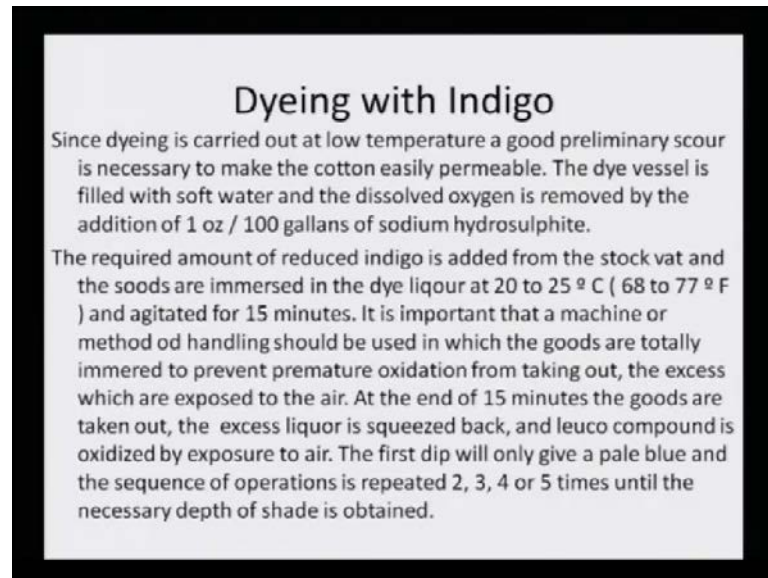 Dyeing with Indigo
Since dyeing is carried out at low temperature a good preliminary scour
is necessary to make the cotton easily permeable. The dye vessel is
filled with soft water and the dissolved oxygen is removed by the
addition of 1 oz / 100 gallans of sodium hydrosulphite.
The required amount of reduced indigo is added from the stock vat and
the soods are immersed in the dye liqour at 20 to 25 º C ( 68 to 77 º F
) and agitated for 15 minutes. It is important that a machine or
method od handling should be used in which the goods are totally
immered to prevent premature oxidation from taking out, the excess
which are exposed to the air. At the end of 15 minutes the goods are
taken out, the excess liquor is squeezed back, and leuco compound is
oxidized by exposure to air. The first dip will only give a pale blue and
the sequence of operations is repeated 2, 3, 4 or 5 times until the
necessary depth of shade is obtained.